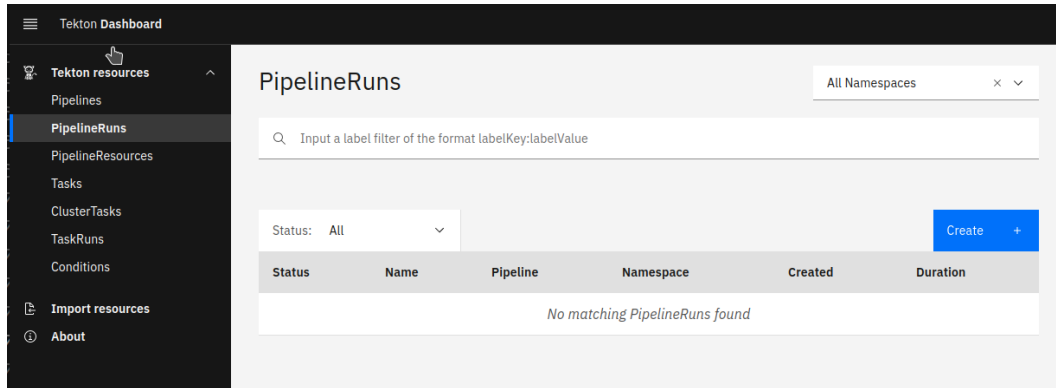 Tekton Dashboard
Tekton resources
Pipelines
PipelineRuns
PipelineResources
Tasks
ClusterTasks
TaskRuns
Conditions
Import resources
About
PipelineRuns
All Namespaces
Input a label filter of the format labelKey:labelValue
Status: All
Create +
Status Name Pipeline Namespace Created Duration
No matching PipelineRuns found